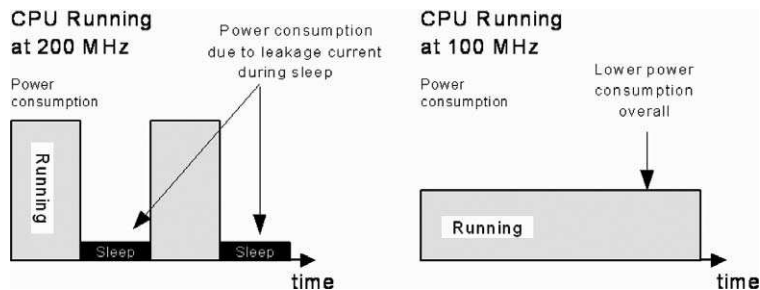 CPU Running
at 200 MHz
Power consumption
due to leakage current
during sleep
Power
consumption
Running
Sleep
Sleep
time
CPU Running
at 100 MHz
Power
consumption
Lower power
consumption
overall
Running
time